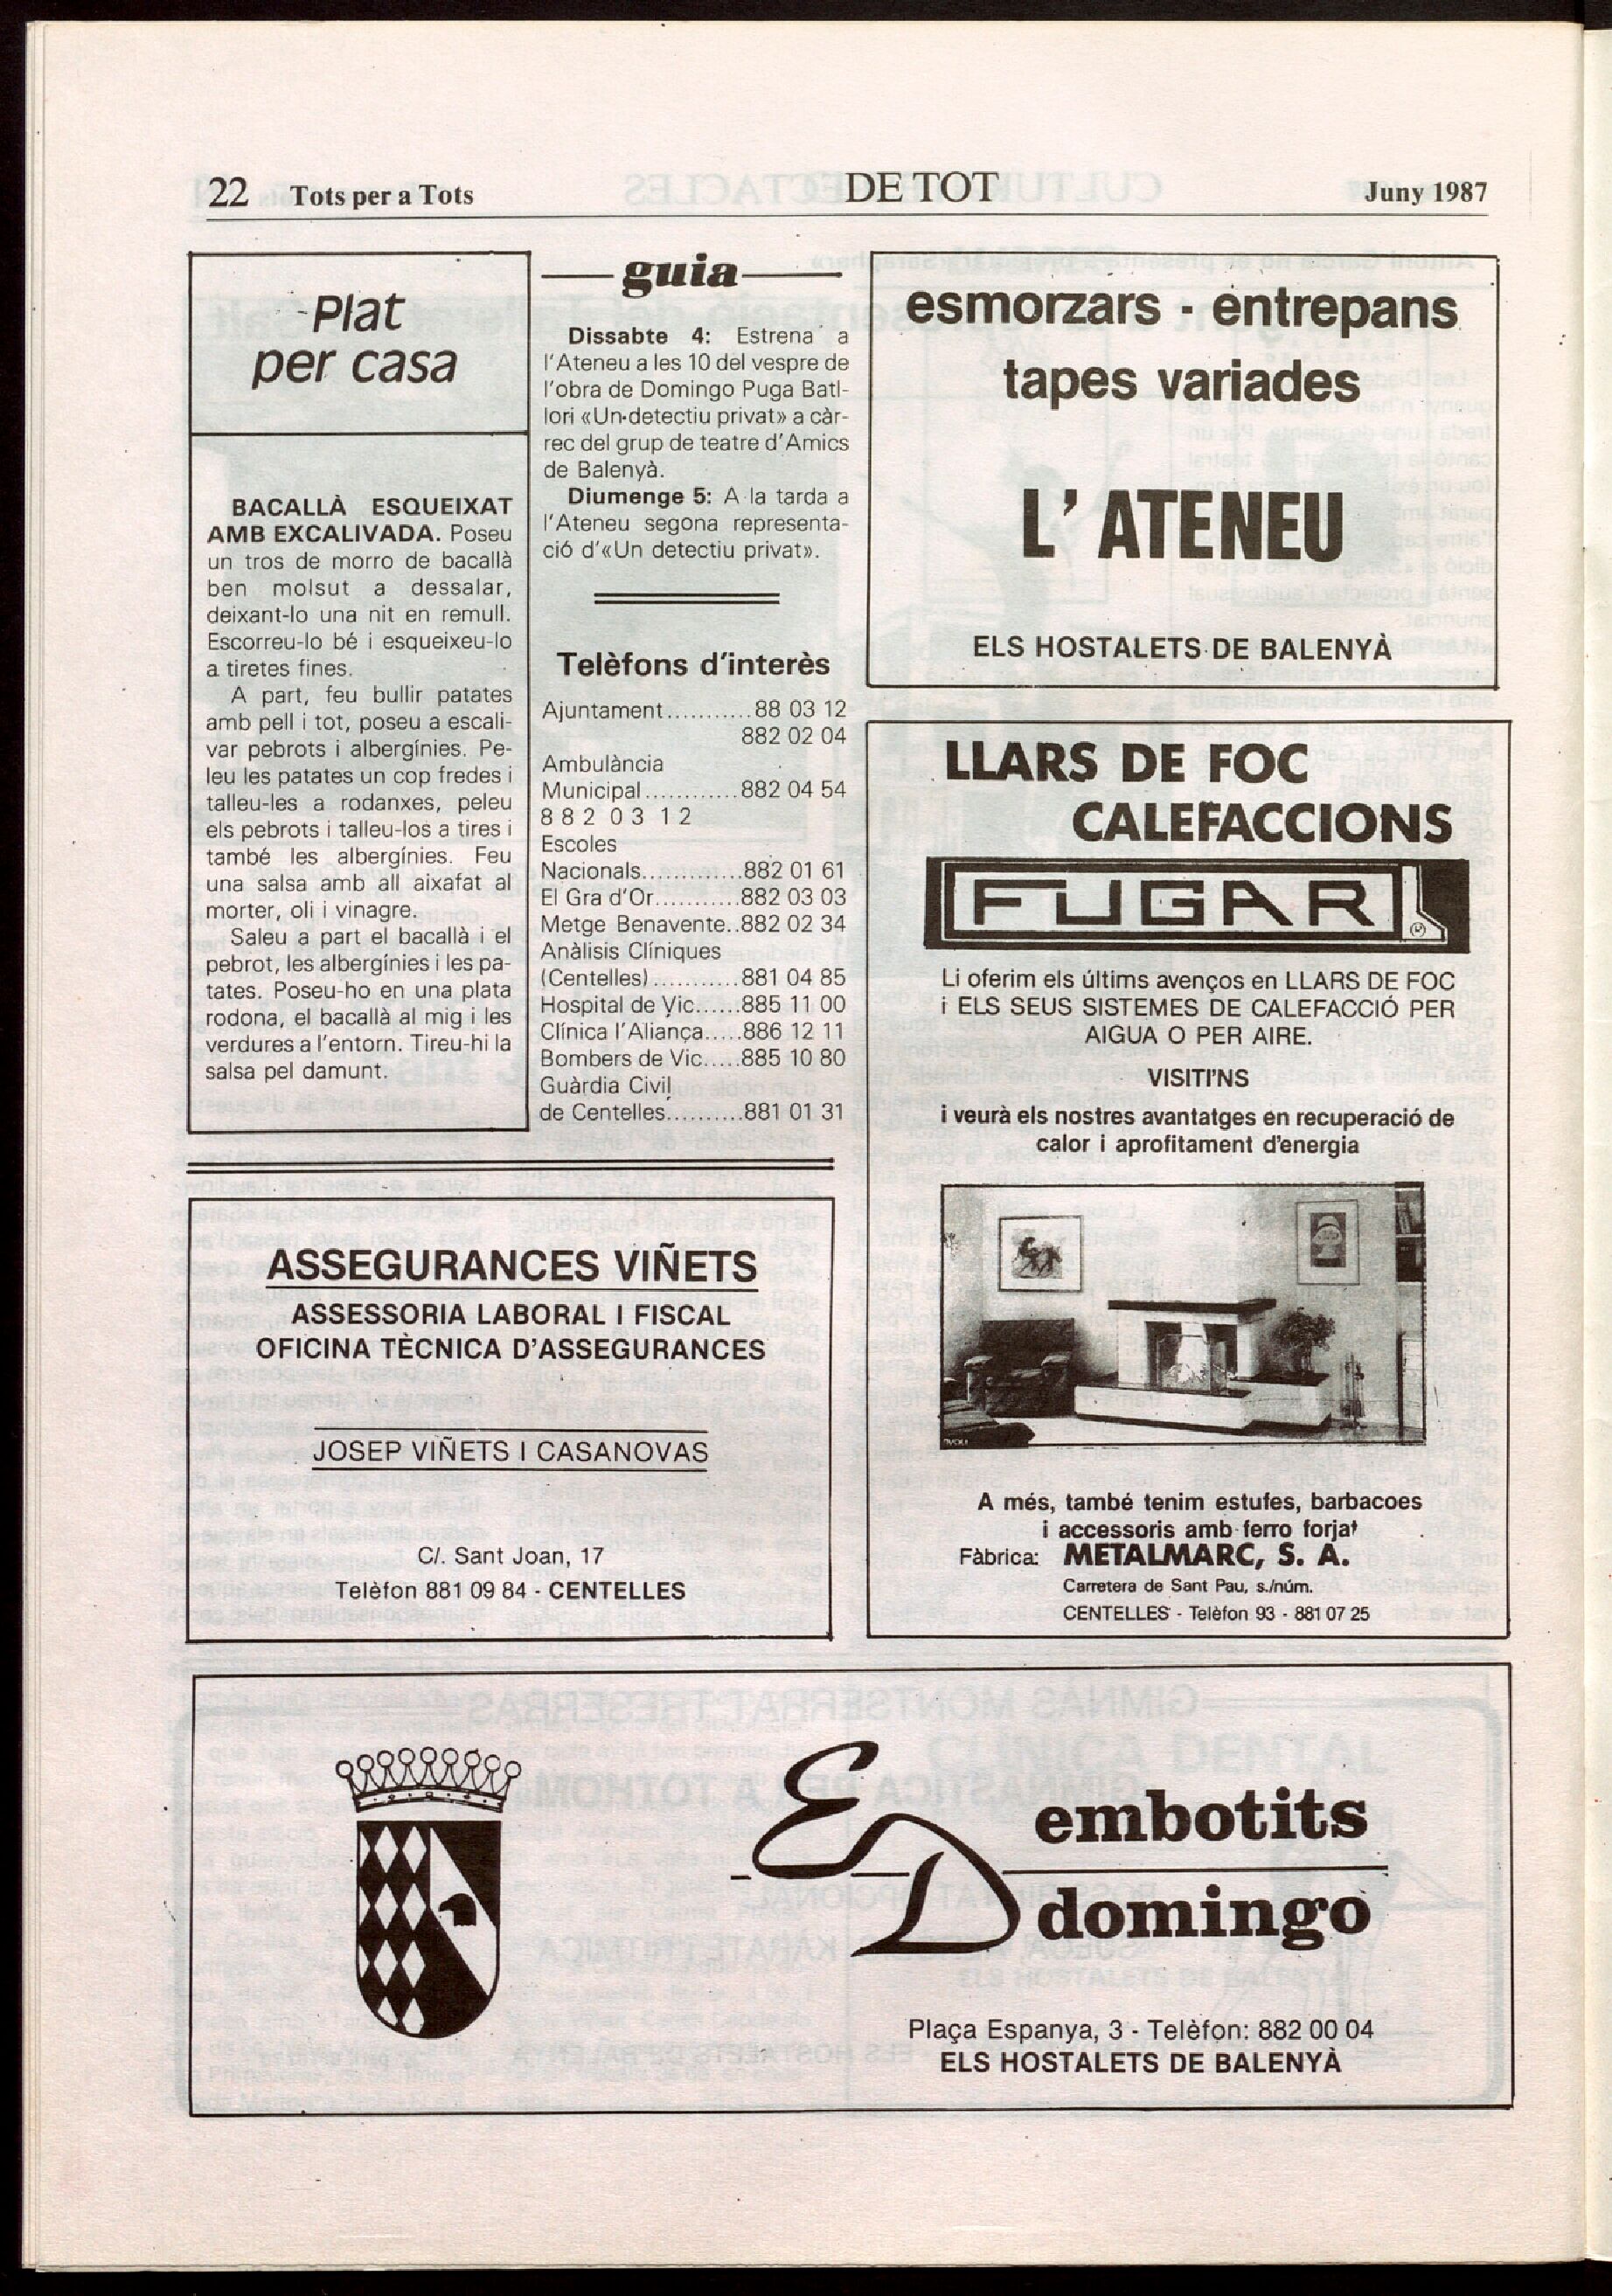 22 Tots per a Tots
DE TOT
Juny 1987
Plat
per casa
BACALLÀ ESQUEIXAT
AMB EXCALIVADA. Poseu
un tros de morro de bacallà
ben molsut a dessalar,
deixant-lo una nit en remull.
Escorreu-lo bé i esqueixeu-lo
a tiretes fines.
A part, feu bullir patates
amb pell i tot, poseu a escali-
var pebrots i albergínies. Pe-
leu les patates un cop fredes i
talleu-les a rodanxes, peleu
els pebrots i talleu-los a tires i
també les albergínies. Feu
una salsa amb all aixafat al
morter, oli i vinagre.
Saleu a part el bacallà i el
pebrot, les albergínies i les pa-
tates. Poseu-ho en una plata
rodona, el bacallà al mig i les
verdures a l'entorn. Tireu-hi la
salsa pel damunt.
guia
Dissabte 4: Estrena a
l'Ateneu a les 10 del vespre de
l'obra de Domingo Puga Batl-
lori «Un detectiu privat» a càr-
rec del grup de teatre d'Amics
de Balenyà.
Diumenge 5: A la tarda a
l'Ateneu segona representa-
ció d'«Un detectiu privat».
Telèfons d'interès
Ajuntament...........88 03 12
882 02 04
Ambulància
Municipal............882 04 54
882 03 12
Escoles
Nacionals.............882 01 61
El Gra d'Or...........882 03 03
Metge Benavente..882 02 34
Anàlisis Clíniques
(Centelles)...........881 04 85
Hospital de Vic......885 11 00
Clínica l'Aliança.....886 12 11
Bombers de Vic.....885 10 80
Guàrdia Civil
de Centelles..........881 01 31
esmorzars - entrepans
tapes variades
L'ATENEU
ELS HOSTALETS DE BALENYÀ
LLARS DE FOC
CALEFACCIONS
FUGAR
Li oferim els últims avenços en LLARS DE FOC
i ELS SEUS SISTEMES DE CALEFACCIÓ PER
AIGUA O PER AIRE.
VISITI'NS
i veurà els nostres avantatges en recuperació de
calor i aprofitament d'energia
A més, també tenim estufes, barbacoes
i accessoris amb ferro forjat
Fàbrica: METALMARC, S. A.
Carretera de Sant Pau, s./núm.
CENTELLES - Telèfon 93 - 881 07 25
ASSEGURANCES VIÑETS
ASSESSORIA LABORAL I FISCAL
OFICINA TÈCNICA D'ASSEGURANCES
JOSEP VIÑETS I CASANOVAS
C/. Sant Joan, 17
Telèfon 881 09 84 - CENTELLES
ED
embotits
domingo
Plaça Espanya, 3 - Telèfon: 882 00 04
ELS HOSTALETS DE BALENYÀ